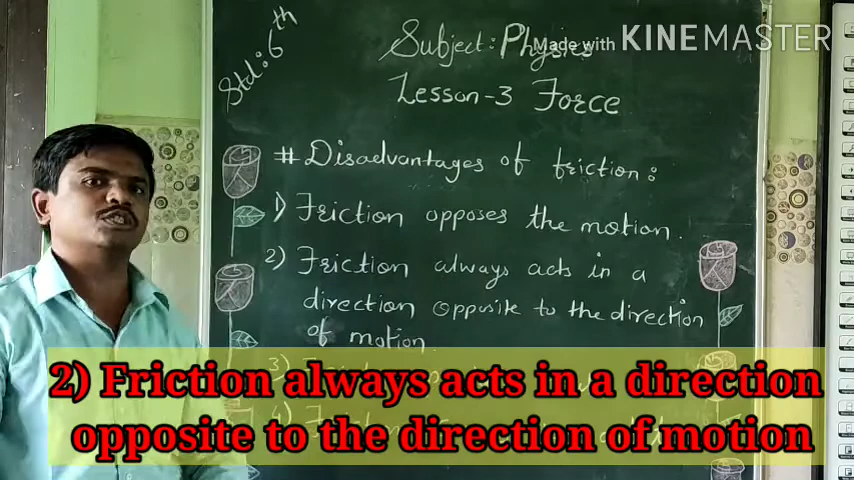 Std: 6th
Subject: Physics
Made with KINEMASTER
Lesson-3 Force
# Disadvantages of friction:
1) Friction opposes the motion.
2) Friction always acts in a
direction opposite to the direction
of motion.
3)
4)
2) Friction always acts in a direction
opposite to the direction of motion